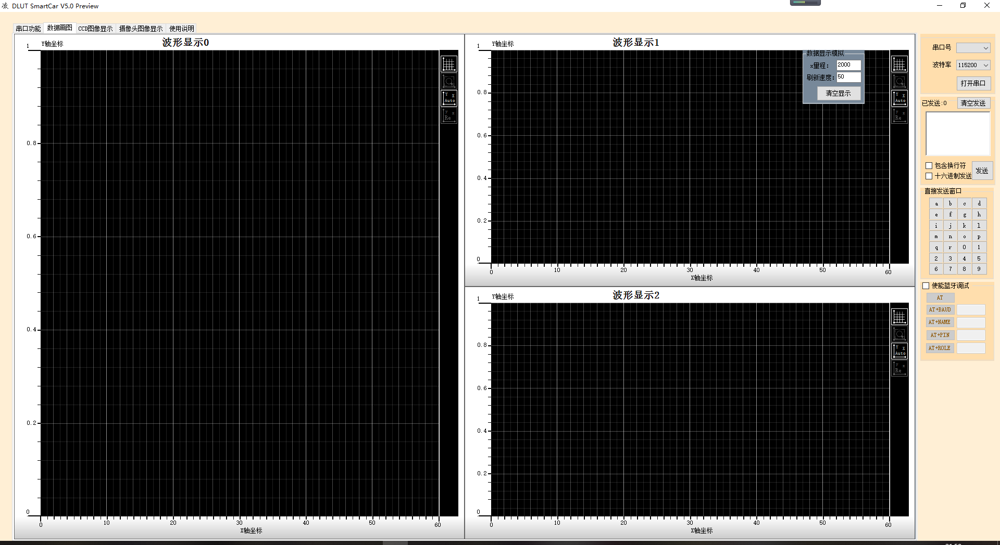 凌 DLUT SmartCar V5.0 Preview
串口功能 数据画图 CCD图像显示 摄像头图像显示 使用说明
波形显示0
Y轴坐标
1
0.8
0.6
0.4
0.2
0
0 10 20 30 40 50 60
X轴坐标
Y X
Auto
Y X
Re
波形显示1
Y轴坐标
1
0.8
0.6
0.4
0.2
0
0 10 20 30 40 50 60
X轴坐标
数据显示模拟
x量程: 2000
刷新速度: 50
清空显示
Y X
Auto
Y X
Re
波形显示2
Y轴坐标
1
0.8
0.6
0.4
0.2
0
0 10 20 30 40 50 60
X轴坐标
Y X
Auto
Y X
Re
串口号
波特率 115200
打开串口
已发送:0 清空发送
包含换行符
十六进制发送
发送
直接发送窗口
a b c d
e f g h
i j k l
m n o p
q r 0 1
2 3 4 5
6 7 8 9
使能蓝牙调试
AT
AT+BAUD
AT+NAME
AT+PIN
AT+ROLE